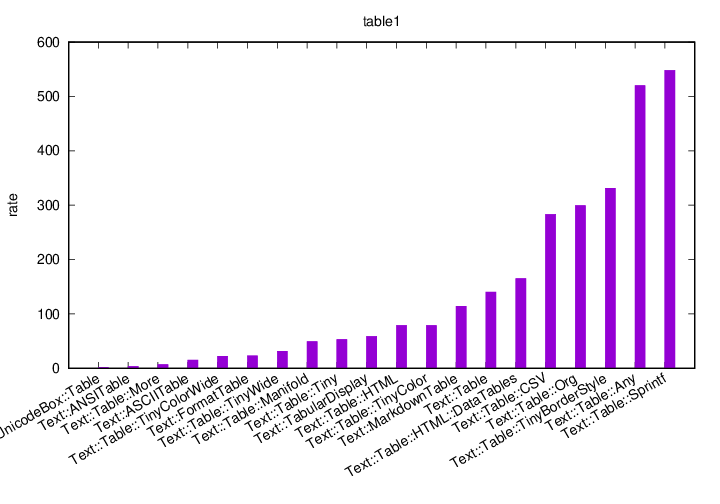 table1
600
500
400
300
200
100
0
rate
UnicodeBox::Table
Text::ANSITable
Text::Table::More
Text::ASCIITable
Text::Table::TinyColorWide
Text::FormatTable
Text::Table::TinyWide
Text::Table::Manifold
Text::Table::Tiny
Text::TabularDisplay
Text::Table::HTML
Text::Table::TinyColor
Text::MarkdownTable
Text::Table
Text::Table::HTML::DataTables
Text::Table::CSV
Text::Table::Org
Text::Table::TinyBorderStyle
Text::Table::Any
Text::Table::Sprintf